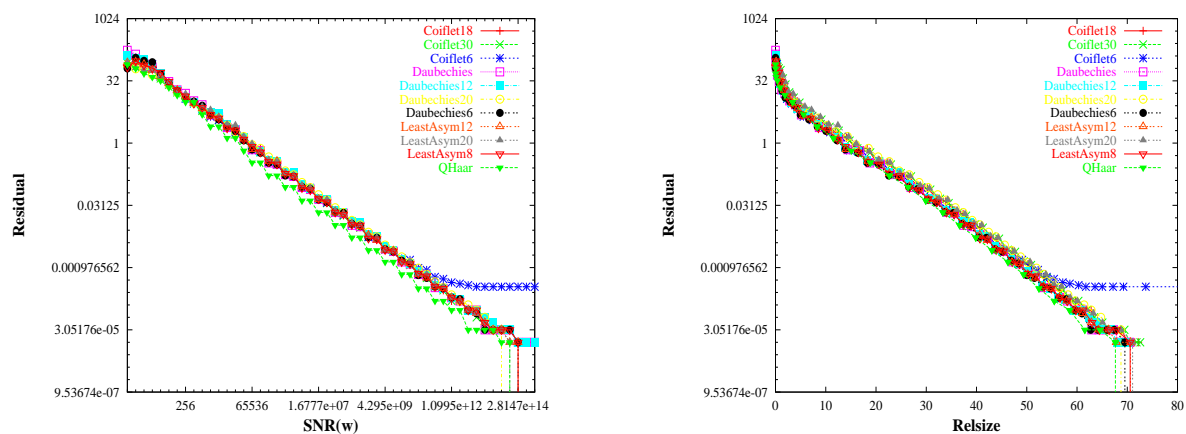 1024
32
1
0.03125
0.000976562
3.05176e-05
9.53674e-07
Residual
Coiflet18
Coiflet30
Coiflet6
Daubechies
Daubechies12
Daubechies20
Daubechies6
LeastAsym12
LeastAsym20
LeastAsym8
QHaar
256 65536 1.6777e+07 4.295e+09 1.0995e+12 2.8147e+14
SNR(w)
1024
32
1
0.03125
0.000976562
3.05176e-05
9.53674e-07
Residual
Coiflet18
Coiflet30
Coiflet6
Daubechies
Daubechies12
Daubechies20
Daubechies6
LeastAsym12
LeastAsym20
LeastAsym8
QHaar
0 10 20 30 40 50 60 70 80
Relsize